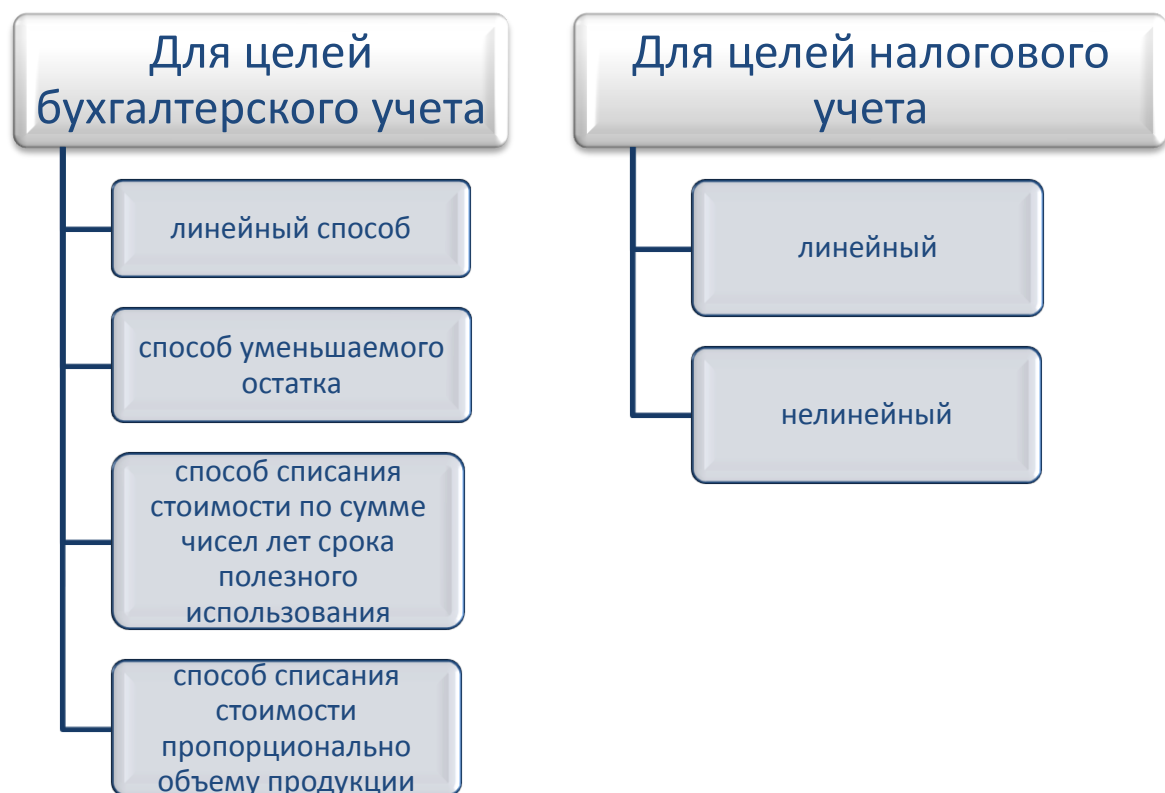 Для целей
бухгалтерского учета
линейный способ
способ уменьшаемого
остатка
способ списания
стоимости по сумме
чисел лет срока
полезного
использования
способ списания
стоимости
пропорционально
объему продукции
Для целей налогового
учета
линейный
нелинейный